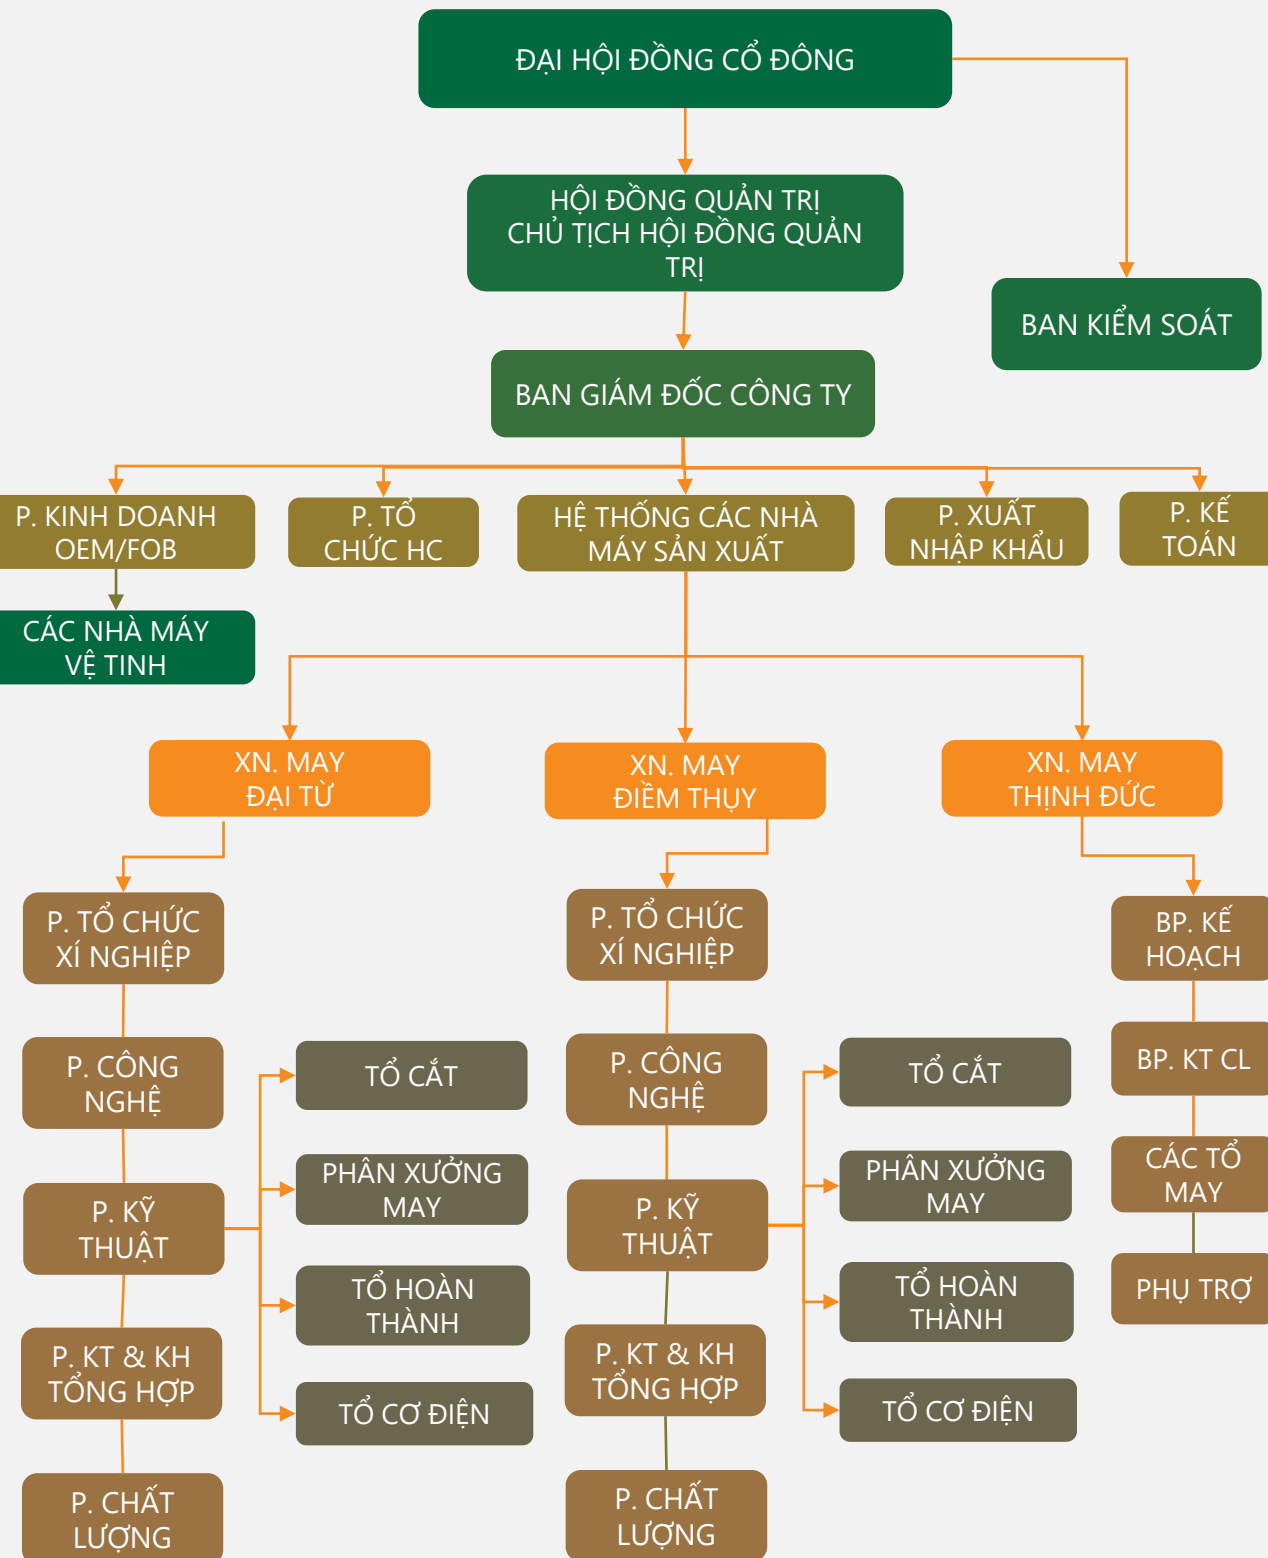 ĐẠI HỘI ĐỒNG CỔ ĐÔNG
HỘI ĐỒNG QUẢN TRỊ
CHỦ TỊCH HỘI ĐỒNG QUẢN
TRỊ
BAN KIỂM SOÁT
BAN GIÁM ĐỐC CÔNG TY
P. KINH DOANH
OEM/FOB
P. TỔ
CHỨC HC
HỆ THỐNG CÁC NHÀ
MÁY SẢN XUẤT
P. XUẤT
NHẬP KHẨU
P. KẾ
TOÁN
CÁC NHÀ MÁY
VỆ TINH
XN. MAY
ĐẠI TỪ
XN. MAY
ĐIỀM THỤY
XN. MAY
THỊNH ĐỨC
P. TỔ CHỨC
XÍ NGHIỆP
P. CÔNG
NGHỆ
P. KỸ
THUẬT
P. KT & KH
TỔNG HỢP
P. CHẤT
LƯỢNG
TỔ CẮT
PHÂN XƯỞNG
MAY
TỔ HOÀN
THÀNH
TỔ CƠ ĐIỆN
P. TỔ CHỨC
XÍ NGHIỆP
P. CÔNG
NGHỆ
P. KỸ
THUẬT
P. KT & KH
TỔNG HỢP
P. CHẤT
LƯỢNG
TỔ CẮT
PHÂN XƯỞNG
MAY
TỔ HOÀN
THÀNH
TỔ CƠ ĐIỆN
BP. KẾ
HOẠCH
BP. KT CL
CÁC TỔ
MAY
PHỤ TRỢ